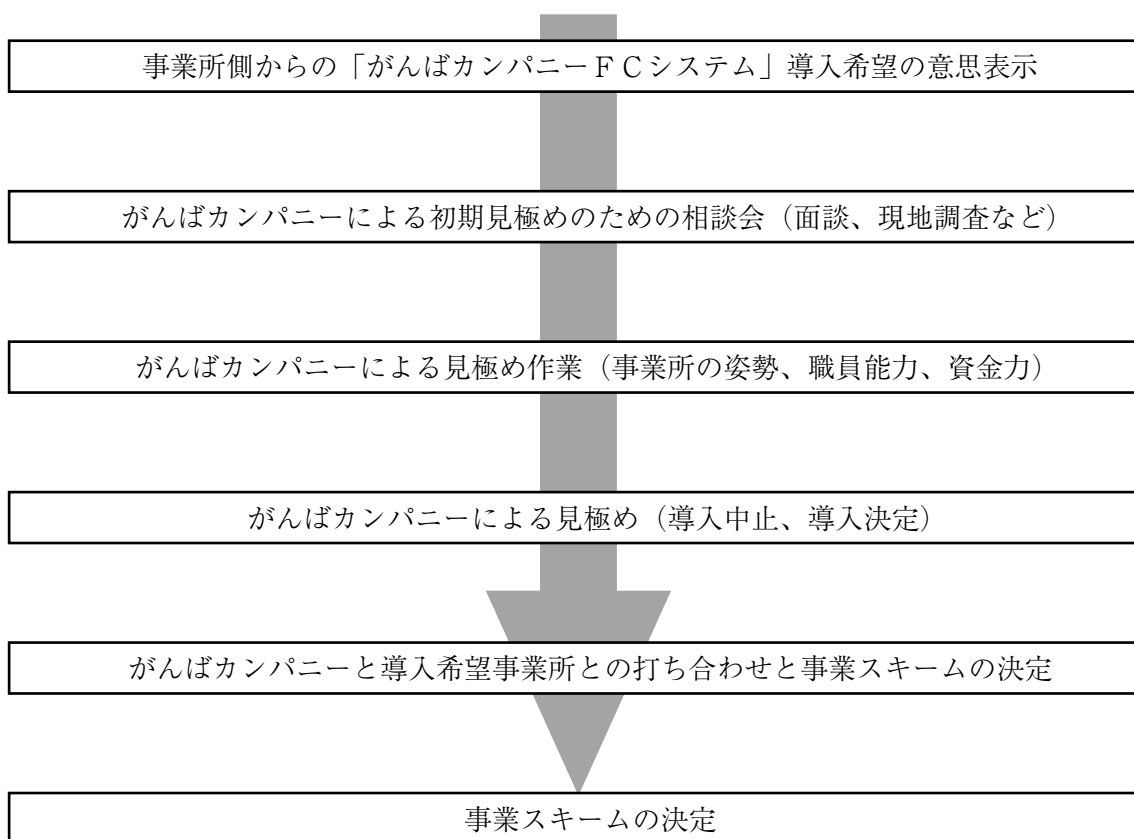 事業所側からの「がんばカンパニーＦＣシステム」導入希望の意思表示
がんばカンパニーによる初期見極めのための相談会（面談、現地調査など）
がんばカンパニーによる見極め作業（事業所の姿勢、職員能力、資金力）
がんばカンパニーによる見極め（導入中止、導入決定）
がんばカンパニーと導入希望事業所との打ち合わせと事業スキームの決定
事業スキームの決定